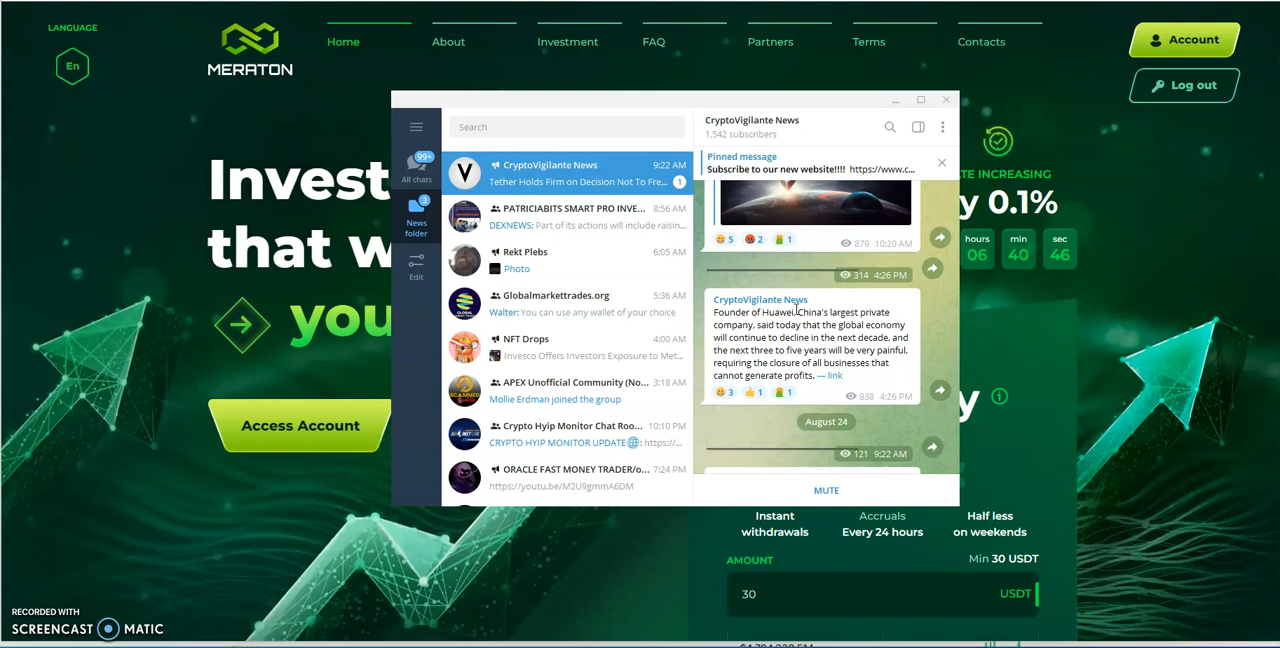 LANGUAGE
En
MERATON
Home
About
Investment
FAQ
Partners
Terms
Contacts
Account
Log out
Invest
that w
you
Access Account
Search
99+
All chats
3
News
folder
Edit
CryptoVigilante News 9:22 AM
Tether Holds Firm on Decision Not To Fre... 1
PATRICIABITS SMART PRO INVE... 8:56 AM
DEXNEWS: Part of its actions will include raisin...
Rekt Plebs 6:05 AM
Photo
Globalmarkettrades.org 5:36 AM
Walter: You can use any wallet of your choice
NFT Drops 4:00 AM
Invesco Offers Investors Exposure to Met...
APEX Unofficial Community (No... 3:18 AM
Mollie Erdman joined the group
Crypto Hyip Monitor Chat Roo... 10:10 PM
CRYPTO HYIP MONITOR UPDATE🌐: https:/...
ORACLE FAST MONEY TRADER/o... 7:24 PM
https://youtu.be/M2U9gmmA6DM
CryptoVigilante News
1,542 subscribers
Pinned message
Subscribe to our new website!!!! https://www.c...
5 2 1 879 10:20 AM
314 4:26 PM
CryptoVigilante News
Founder of Huawei,China's largest private
company, said today that the global economy
will continue to decline in the next decade, and
the next three to five years will be very painful,
requiring the closure of all businesses that
cannot generate profits. — link
3 1 1 838 4:26 PM
August 24
121 9:22 AM
MUTE
ATE INCREASING
y 0.1%
hours min sec
06 40 46
y
Instant
withdrawals
Accruals
Every 24 hours
Half less
on weekends
AMOUNT Min 30 USDT
30 USDT
RECORDED WITH
SCREENCAST MATIC